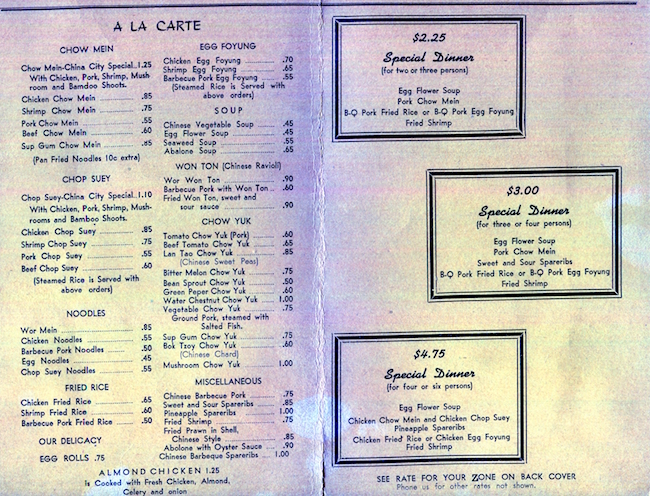 A LA CARTE
CHOW MEIN
Chow Mein-China City Special..1.25
With Chicken, Pork, Shrimp, Mush
rooms and Bamdoo Shoots.
Chicken Chow Mein .85
Shrimp Chow Mein .75
Pork Chow Mein .55
Beef Chow Mein .60
Sup Gum Chow Mein .85
(Pan Fried Noodles 10c extra)
CHOP SUEY
Chop Suey-China City Special..1.10
With Chicken, Pork, Shrimp, Mush-
rooms and Bamboo Shoots.
Chicken Chop Suey .85
Shrimp Chop Suey .75
Pork Chop Suey .55
Beef Chop Suey .60
(Steamed Rice is Served with
above orders)
NOODLES
Wor Mein .85
Chicken Noodles .55
Barbecue Pork Noodles .50
Egg Noodles .45
Chop Suey Noodles .55
FRIED RICE
Chicken Fried Rice .65
Shrimp Fried Rice .60
Barbecue Pork Fried Rice .50
OUR DELICACY
EGG ROLLS .75
EGG FOYUNG
Chicken Egg Foyung .70
Shrimp Egg Foyung .65
Barbecue Pork Egg Foyung .55
(Steamed Rice is Served with
above orders)
SOUP
Chinese Vegetable Soup .45
Egg Flower Soup .45
Seaweed Soup .55
Abalone Soup .65
WON TON (Chinese Ravioli)
Wor Won Ton .90
Barbecue Pork with Won Ton .60
Fried Won Ton, sweet and
sour sauce .90
CHOW YUK
Tomato Chow Yuk (Pork) .60
Beef Tomato Chow Yuk .65
Lan Tao Chow Yuk .85
(Chinese Sweet Peas)
Bitter Melon Chow Yuk .75
Bean Sprout Chow Yuk .50
Green Peper Chow Yuk .60
Water Chestnut Chow Yuk 1.00
Vegetable Chow Yuk .75
Ground Pork, steamed with
Salted Fish.
Sup Gum Chow Yuk .75
Bok Tzoy Chow Yuk .60
(Chinese Chard)
Mushroom Chow Yuk 1.00
MISCELLANEOUS
Chinese Barbecue Pork .75
Sweet and Sour Spareribs .85
Pineapple Spareribs 1.00
Fried Shrimp .75
Fried Prawn in Shell,
Chinese Style .85
Abolone with Oyster Sauce .90
Chinese Barbeque Spareribs 1.00
ALMOND CHICKEN 1.25
Is Cooked with Fresh Chicken, Almond,
Celery and onion
$2.25
Special Dinner
(for two or three persons)
Egg Flower Soup
Pork Chow Mein
B-Q Pork Fried Rice or B-Q Pork Egg Foyung
Fried Shrimp
$3.00
Special Dinner
(for three or four persons)
Egg Flower Soup
Pork Chow Mein
Sweet and Sour Spareribs
B-Q Pork Fried Rice or B-Q Pork Egg Foyung
Fried Shrimp
$4.75
Special Dinner
(for four or six persons)
Egg Flower Soup
Chicken Chow Mein and Chicken Chop Suey
Pineapple Spareribs
Chicken Fried Rice or Chicken Egg Foyung
Fried Shrimp
SEE RATE FOR YOUR ZONE ON BACK COVER
Phone us for other rates not shown.